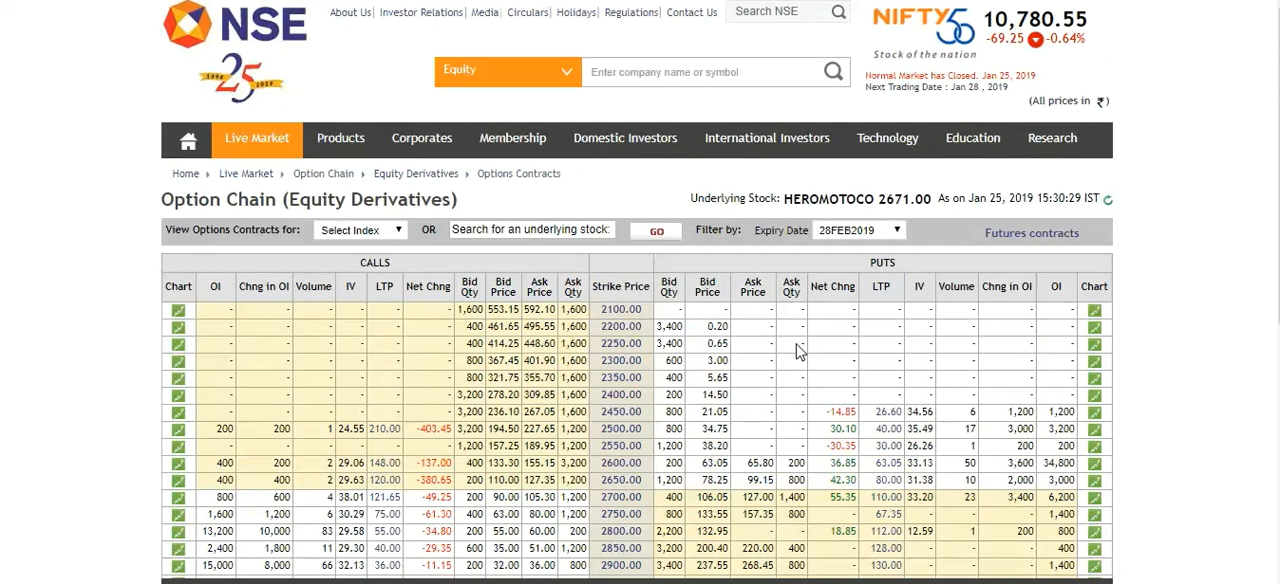 NSE
1994 25 2019
About Us| Investor Relations| Media| Circulars| Holidays| Regulations| Contact Us
Search NSE
Equity
Enter company name or symbol
NIFTY 50
Stock of the nation
10,780.55
-69.25 -0.64%
Normal Market has Closed. Jan 25, 2019
Next Trading Date : Jan 28 , 2019
(All prices in ₹)
Live Market Products Corporates Membership Domestic Investors International Investors Technology Education Research
Home Live Market Option Chain Equity Derivatives Options Contracts
Option Chain (Equity Derivatives)
Underlying Stock: HEROMOTOCO 2671.00 As on Jan 25, 2019 15:30:29 IST
View Options Contracts for: Select Index OR Search for an underlying stock: GO Filter by: Expiry Date 28FEB2019 Futures contracts
CALLS PUTS
Chart OI Chng in OI Volume IV LTP Net Chng Bid Qty Bid Price Ask Price Ask Qty Strike Price Bid Qty Bid Price Ask Price Ask Qty Net Chng LTP IV Volume Chng in OI OI Chart
- - - - - - 1,600 553.15 592.10 1,600 2100.00 - - - - - - - - - -
- - - - - - 400 461.65 495.55 1,600 2200.00 3,400 0.20 - - - - - - - -
- - - - - - 400 414.25 448.60 1,600 2250.00 3,400 0.65 - - - - - - - -
- - - - - - 800 367.45 401.90 1,600 2300.00 600 3.00 - - - - - - - -
- - - - - - 800 321.75 355.70 1,600 2350.00 400 5.65 - - - - - - - -
- - - - - - 3,200 278.20 309.85 1,600 2400.00 200 14.50 - - - - - - - -
- - - - - - 3,200 236.10 267.05 1,600 2450.00 800 21.05 - - -14.85 26.60 34.56 6 1,200 1,200
200 200 1 24.55 210.00 -403.45 3,200 194.50 227.65 1,600 2500.00 800 34.75 - - 30.10 40.00 35.49 17 3,000 3,200
- - - - - - 1,200 157.25 189.95 1,600 2550.00 1,200 38.20 - - -30.35 30.00 26.26 1 200 200
400 200 2 29.06 148.00 -137.00 400 133.30 155.15 3,200 2600.00 200 63.05 65.80 200 36.85 63.05 33.13 50 3,600 34,800
400 400 2 29.63 120.00 -380.65 200 110.00 127.35 1,600 2650.00 1,200 78.25 99.15 800 42.30 80.00 31.38 10 2,000 3,000
800 600 4 38.01 121.65 -49.25 200 90.00 105.30 1,200 2700.00 400 106.05 127.00 1,400 55.35 110.00 33.20 23 3,400 6,200
1,600 1,200 6 30.29 75.00 -61.30 400 63.00 80.00 1,200 2750.00 800 133.55 157.35 800 - 67.35 - - - 1,400
13,200 10,000 83 29.58 55.00 -34.80 200 55.00 60.00 200 2800.00 2,200 132.95 - - 18.85 112.00 12.59 1 200 800
2,400 1,800 11 29.30 40.00 -29.35 600 35.00 51.00 1,200 2850.00 3,200 200.40 220.00 400 - 128.00 - - - 400
15,000 8,000 66 32.13 36.00 -11.15 200 32.00 36.00 800 2900.00 3,400 237.55 268.45 800 - 130.00 - - - 1,400